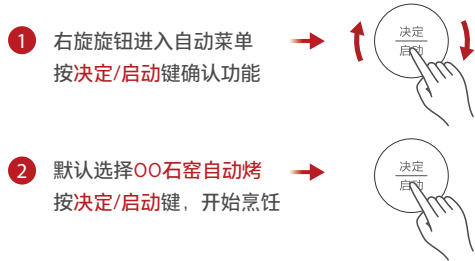 1 右旋旋钮进入自动菜单
按决定/启动键确认功能
决定
启动
2 默认选择00石窑自动烤
按决定/启动键，开始烹饪
决定
启动